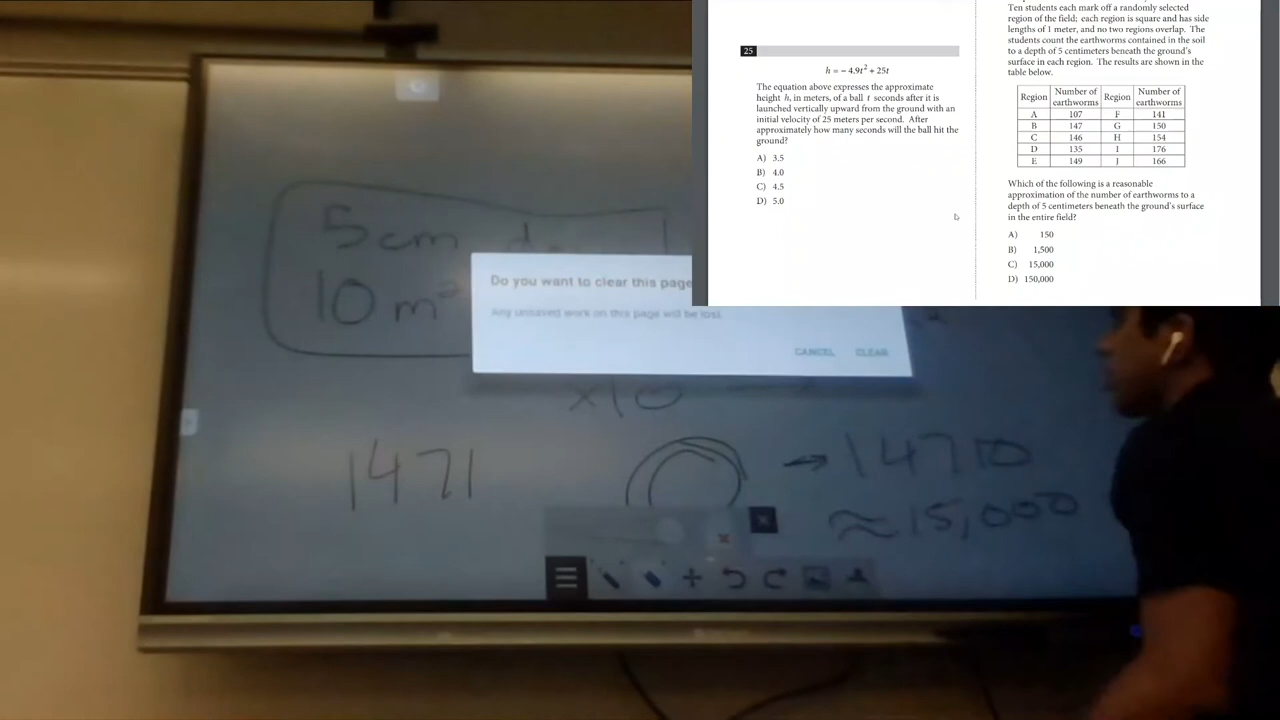 25
h = − 4.9t² + 25t
The equation above expresses the approximate
height h, in meters, of a ball t seconds after it is
launched vertically upward from the ground with an
initial velocity of 25 meters per second. After
approximately how many seconds will the ball hit the
ground?
A) 3.5
B) 4.0
C) 4.5
D) 5.0
Ten students each mark off a randomly selected
region of the field; each region is square and has side
lengths of 1 meter, and no two regions overlap. The
students count the earthworms contained in the soil
to a depth of 5 centimeters beneath the ground's
surface in each region. The results are shown in the
table below.
Region Number of earthworms Region Number of earthworms
A 107 F 141
B 147 G 150
C 146 H 154
D 135 I 176
E 149 J 166
Which of the following is a reasonable
approximation of the number of earthworms to a
depth of 5 centimeters beneath the ground's surface
in the entire field?
A) 150
B) 1,500
C) 15,000
D) 150,000
5 cm
10 m²
Do you want to clear this page
Any unsaved work on this page will be lost.
CANCEL CLEAR
x10
1471 → 14710
≈ 15,000